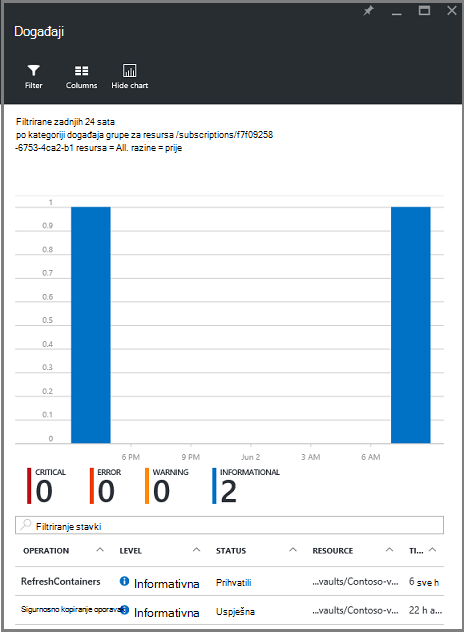 Događaji
Filter Columns Hide chart
Filtrirane zadnjih 24 sata
po kategoriji događaja grupe za resursa /subscriptions/f7f09258
-6753-4ca2-b1 resursa = All. razine = prije
1
0.9
0.8
0.7
0.6
0.5
0.4
0.3
0.2
0.1
0
6 PM 9 PM Jun 2 3 AM 6 AM
CRITICAL ERROR WARNING INFORMATIONAL
0 0 0 2
Filtriranje stavki
OPERATION LEVEL STATUS RESOURCE TI...
RefreshContainers Informativna Prihvatili ...vaults/Contoso-v... 6 sve h
Sigurnosno kopiranje oporavak Informativna Uspješna ...vaults/Contoso-v... 22 h a...